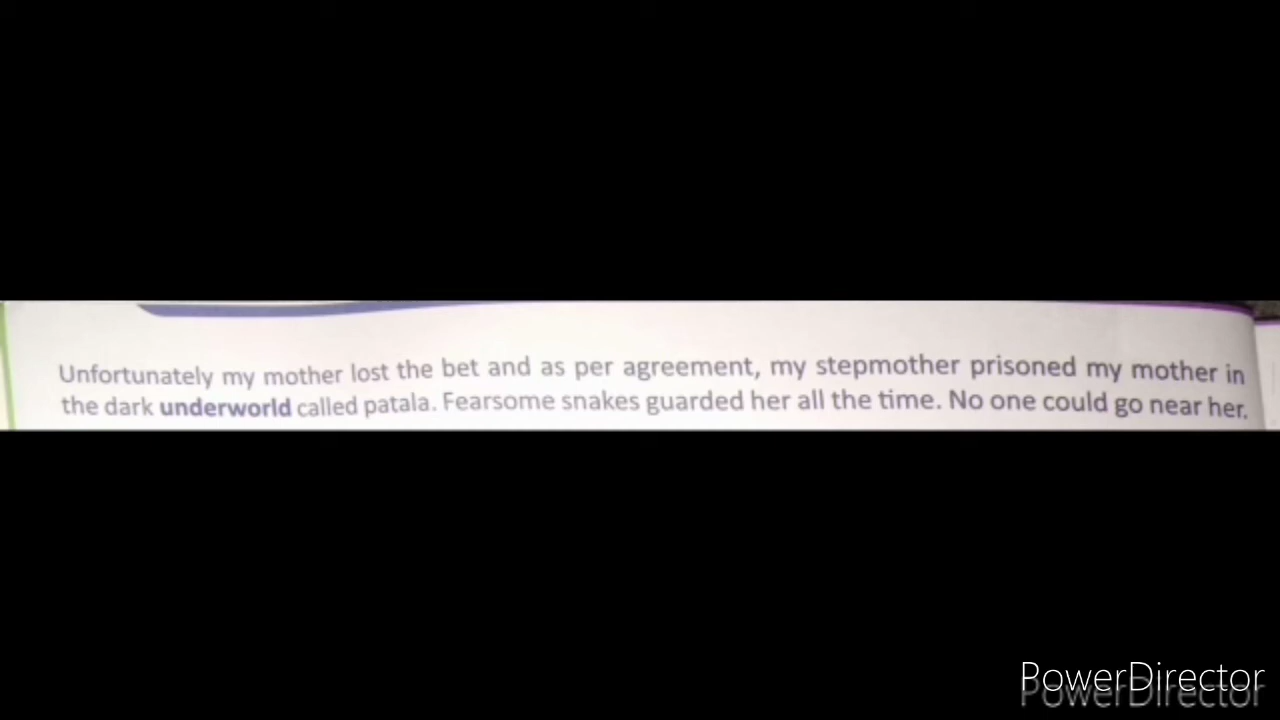 Unfortunately my mother lost the bet and as per agreement, my stepmother prisoned my mother in
the dark underworld called patala. Fearsome snakes guarded her all the time. No one could go near her.
PowerDirector